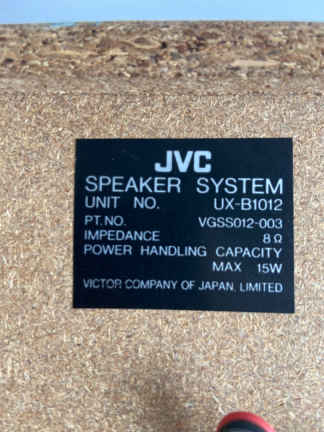 JVC
SPEAKER SYSTEM
UNIT NO. UX-B1012
PT.NO. VGSS012-003
IMPEDANCE 8 Ω
POWER HANDLING CAPACITY
MAX 15W
VICTOR COMPANY OF JAPAN, LIMITED